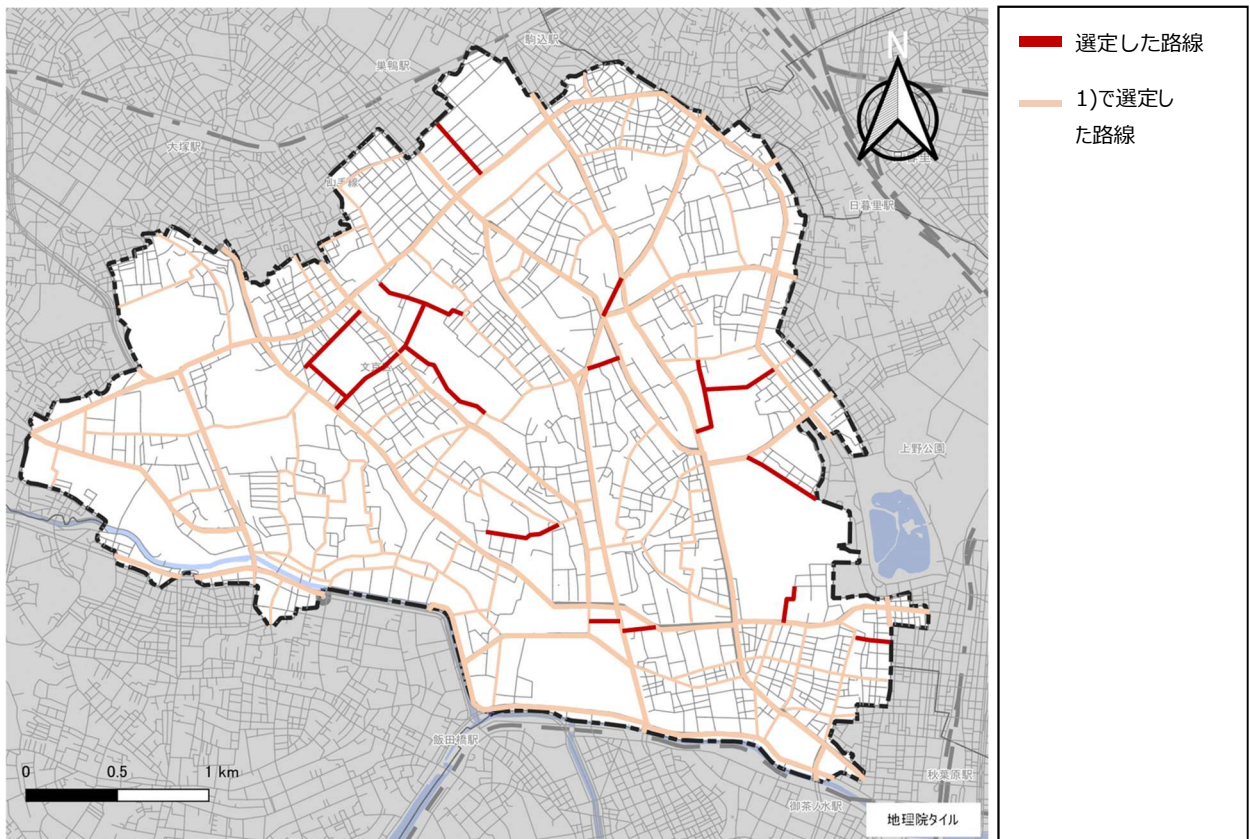 駒込駅
N
巣鴨駅
大塚駅
山手線
日暮里駅
文京区
上野公園
飯田橋駅
秋葉原駅
御茶ノ水駅
0 0.5 1 km
地理院タイル
選定した路線
1)で選定し
た路線